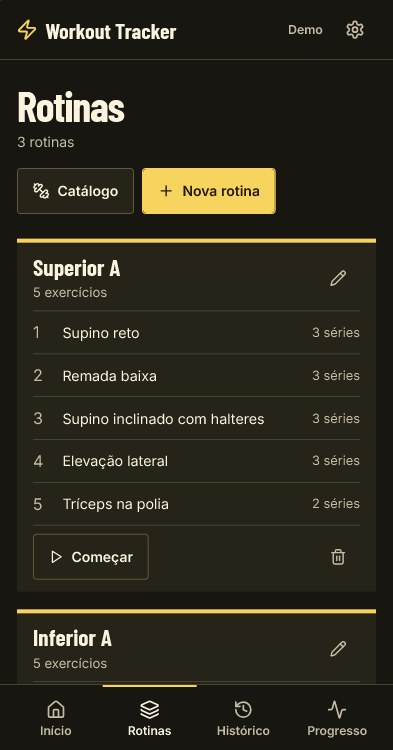 Workout Tracker
Demo
Rotinas
3 rotinas
Catálogo
Nova rotina
Superior A
5 exercícios
1 Supino reto 3 séries
2 Remada baixa 3 séries
3 Supino inclinado com halteres 3 séries
4 Elevação lateral 3 séries
5 Tríceps na polia 2 séries
Começar
Inferior A
5 exercícios
Início
Rotinas
Histórico
Progresso